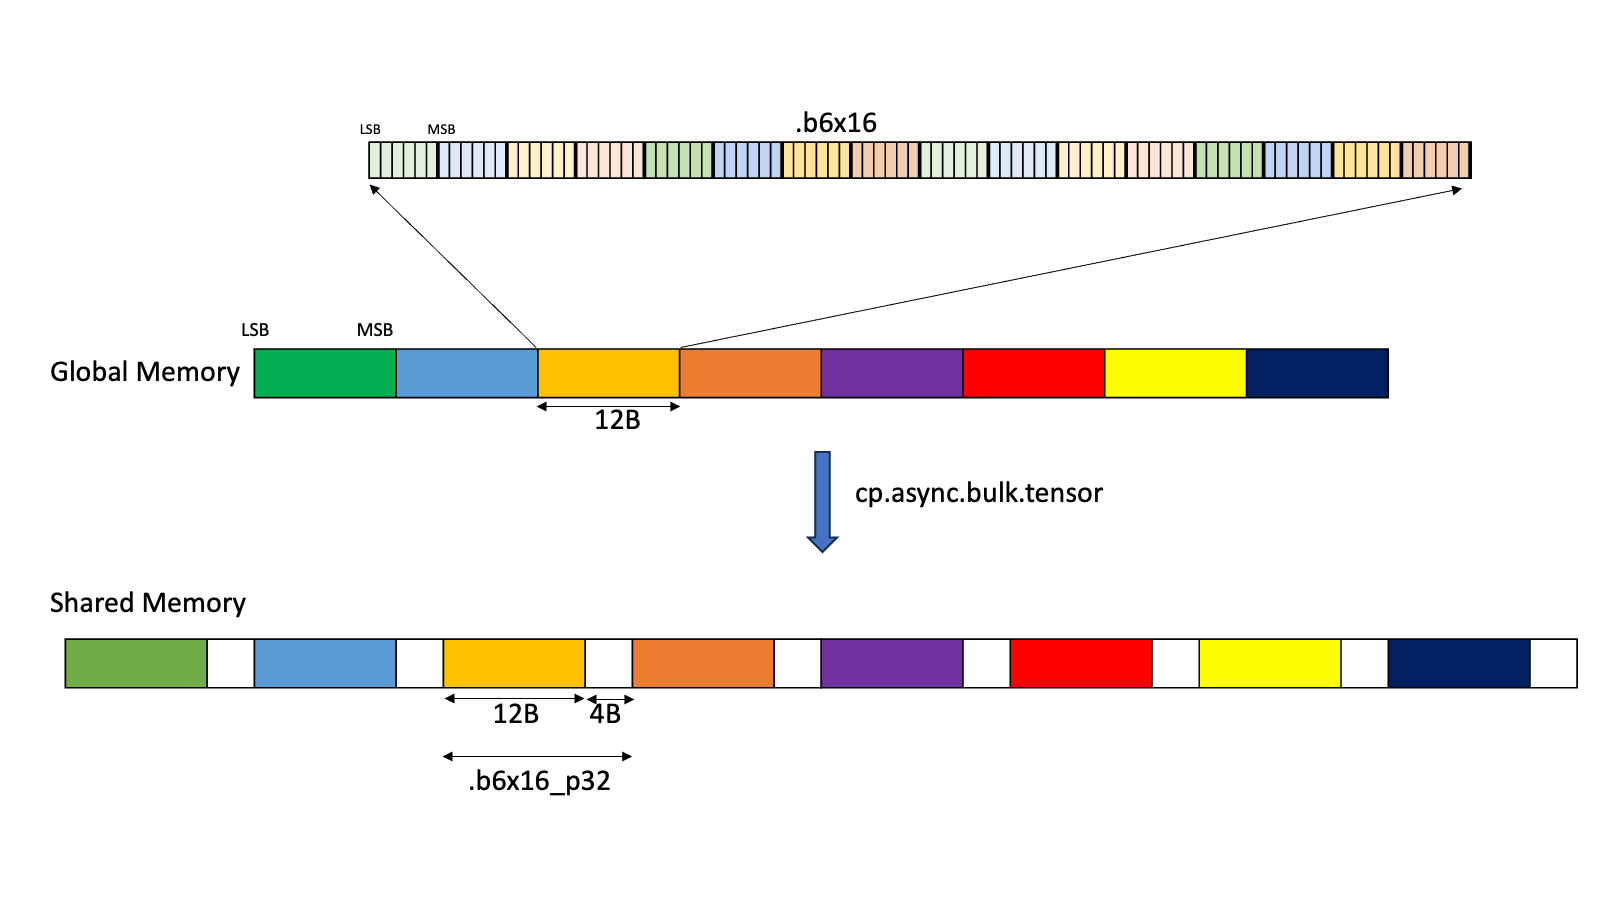 .b6x16
LSB
MSB
LSB
MSB
Global Memory
12B
cp.async.bulk.tensor
Shared Memory
12B
4B
.b6x16_p32